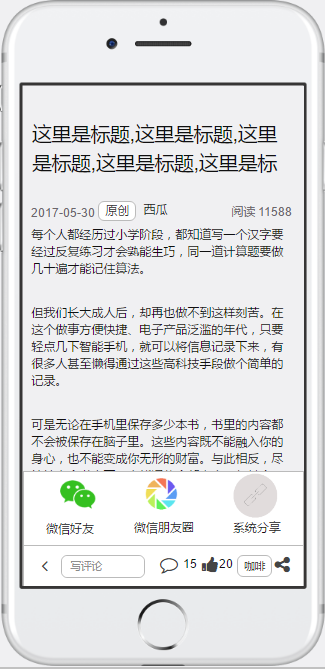 这里是标题,这里是标题,这里
是标题,这里是标题,这里是标
2017-05-30 原创 西瓜 阅读 11588
每个人都经历过小学阶段，都知道写一个汉字要
经过反复练习才会熟能生巧，同一道计算题要做
几十遍才能记住算法。
但我们长大成人后，却再也做不到这样刻苦。在
这个做事方便快捷、电子产品泛滥的年代，只要
轻点几下智能手机，就可以将信息记录下来，有
很多人甚至懒得通过这些高科技手段做个简单的
记录。
可是无论在手机里保存多少本书，书里的内容都
不会被保存在脑子里。这些内容既不能融入你的
身心，也不能变成你无形的财富。与此相反，尽
微信好友 微信朋友圈 系统分享
写评论 15 20 咖啡